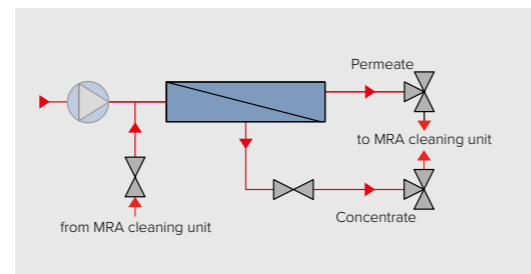 Permeate
to MRA cleaning unit
from MRA cleaning unit
Concentrate